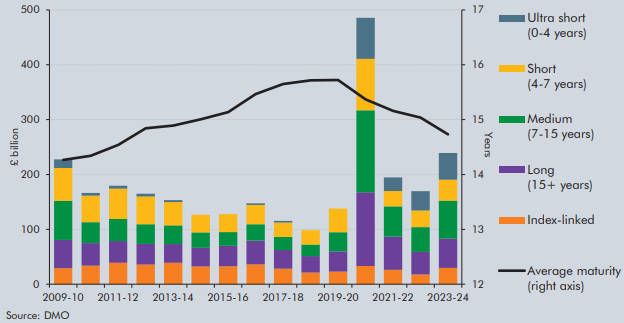 500
400
300
200
100
0
£ billion
17
16
15
14
13
12
Years
2009-10
2011-12
2013-14
2015-16
2017-18
2019-20
2021-22
2023-24
Ultra short
(0-4 years)
Short
(4-7 years)
Medium
(7-15 years)
Long
(15+ years)
Index-linked
Average maturity
(right axis)
Source: DMO